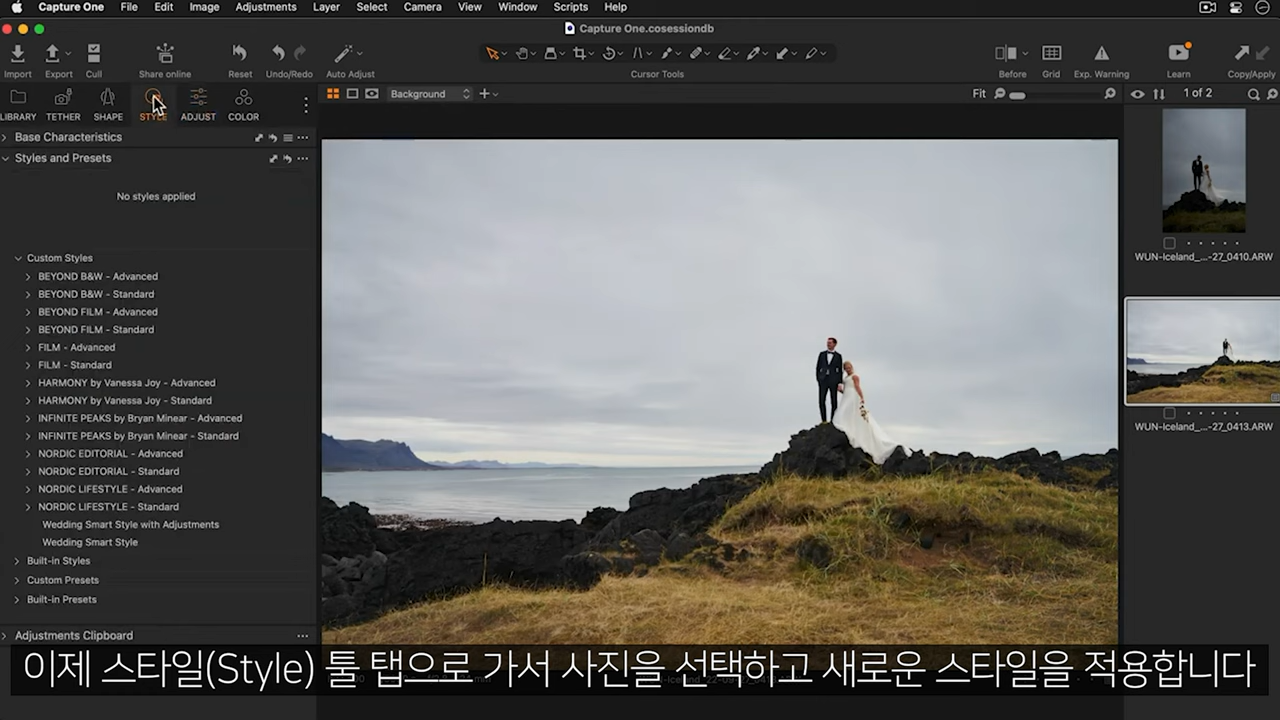 Capture One File Edit Image Adjustments Layer Select Camera View Window Scripts Help
Capture One.cosessiondb
Import Export Cull Share online Reset Undo/Redo Auto Adjust Cursor Tools Before Grid Exp. Warning Learn Copy/Apply
LIBRARY TETHER SHAPE STYLE ADJUST COLOR
Background
Fit
1 of 2
Base Characteristics
Styles and Presets
No styles applied
Custom Styles
BEYOND B&W - Advanced
BEYOND B&W - Standard
BEYOND FILM - Advanced
BEYOND FILM - Standard
FILM - Advanced
FILM - Standard
HARMONY by Vanessa Joy - Advanced
HARMONY by Vanessa Joy - Standard
INFINITE PEAKS by Bryan Minear - Advanced
INFINITE PEAKS by Bryan Minear - Standard
NORDIC EDITORIAL - Advanced
NORDIC EDITORIAL - Standard
NORDIC LIFESTYLE - Advanced
NORDIC LIFESTYLE - Standard
Wedding Smart Style with Adjustments
Wedding Smart Style
Built-in Styles
Custom Presets
Built-in Presets
Adjustments Clipboard
WUN-Iceland_...-27_0410.ARW
WUN-Iceland_...-27_0413.ARW
이제 스타일(Style) 툴 탭으로 가서 사진을 선택하고 새로운 스타일을 적용합니다